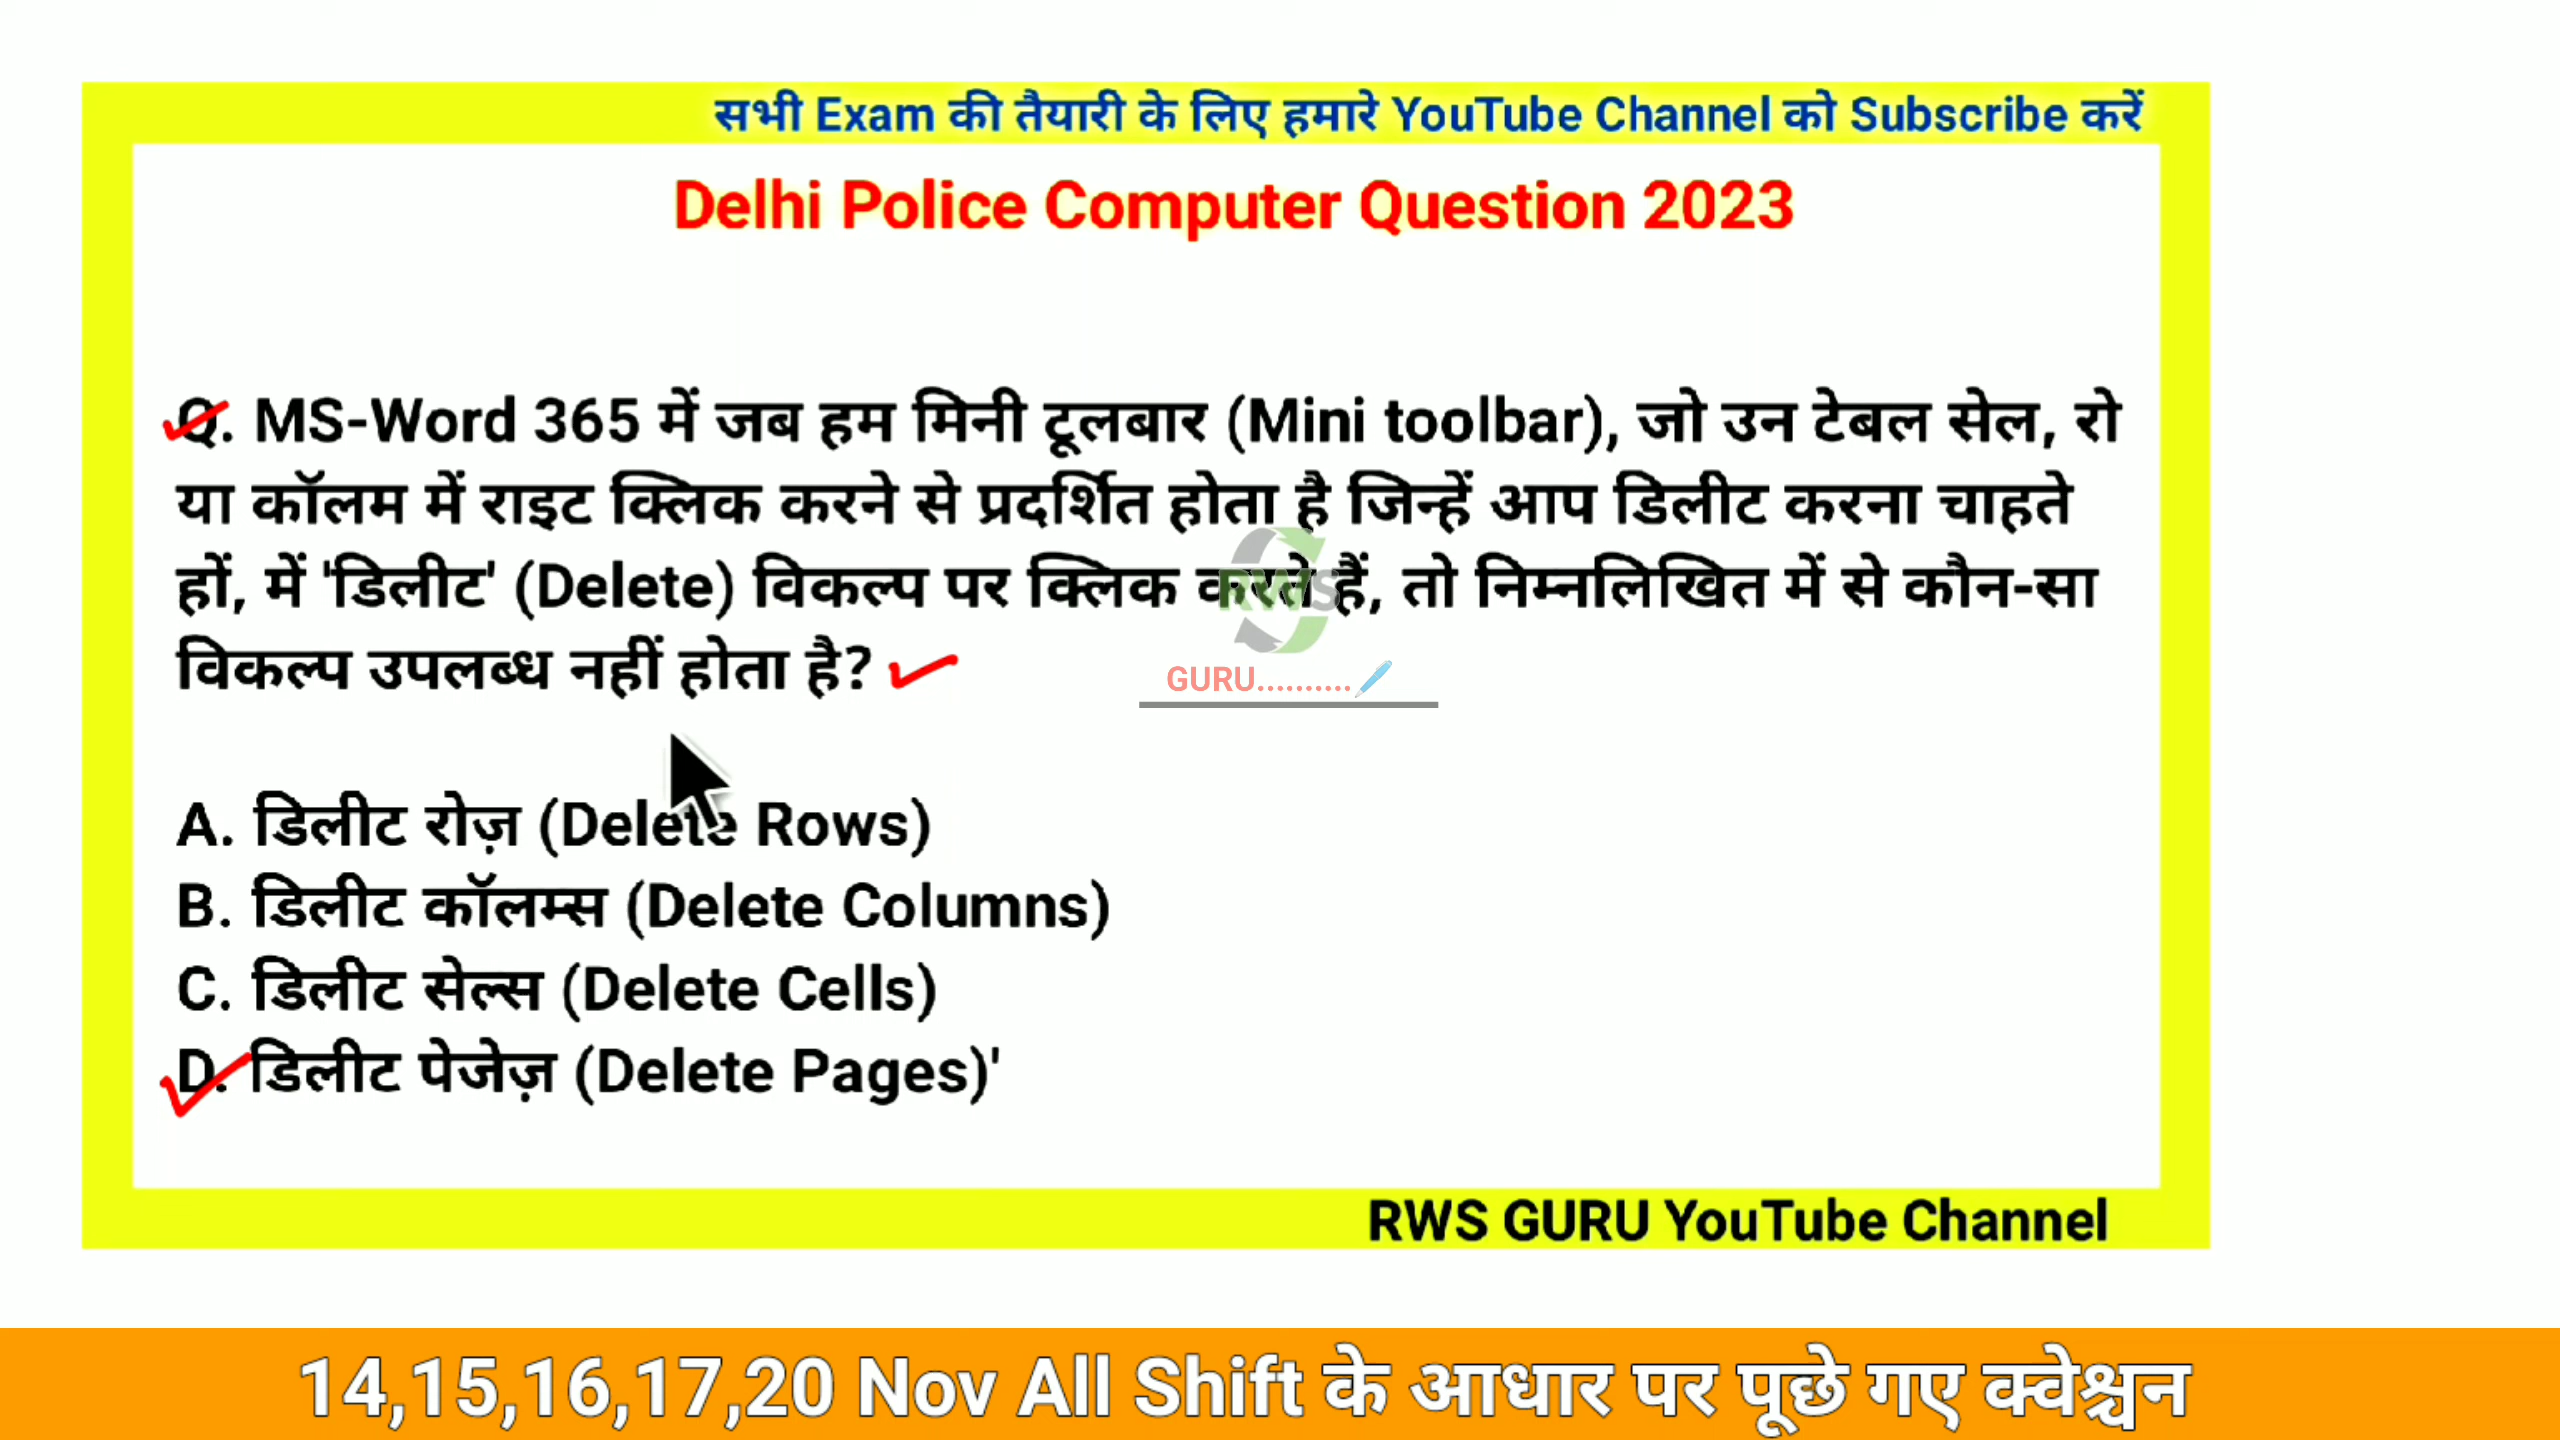 सभी Exam की तैयारी के लिए हमारे YouTube Channel को Subscribe करें
Delhi Police Computer Question 2023
Q. MS-Word 365 में जब हम मिनी टूलबार (Mini toolbar), जो उन टेबल सेल, रो
या कॉलम में राइट क्लिक करने से प्रदर्शित होता है जिन्हें आप डिलीट करना चाहते
हों, में 'डिलीट' (Delete) विकल्प पर क्लिक करते हैं, तो निम्नलिखित में से कौन-सा
विकल्प उपलब्ध नहीं होता है?
RWS
GURU..........
A. डिलीट रोज़ (Delete Rows)
B. डिलीट कॉलम्स (Delete Columns)
C. डिलीट सेल्स (Delete Cells)
D. डिलीट पेजेज़ (Delete Pages)'
RWS GURU YouTube Channel
14,15,16,17,20 Nov All Shift के आधार पर पूछे गए क्वेश्चन